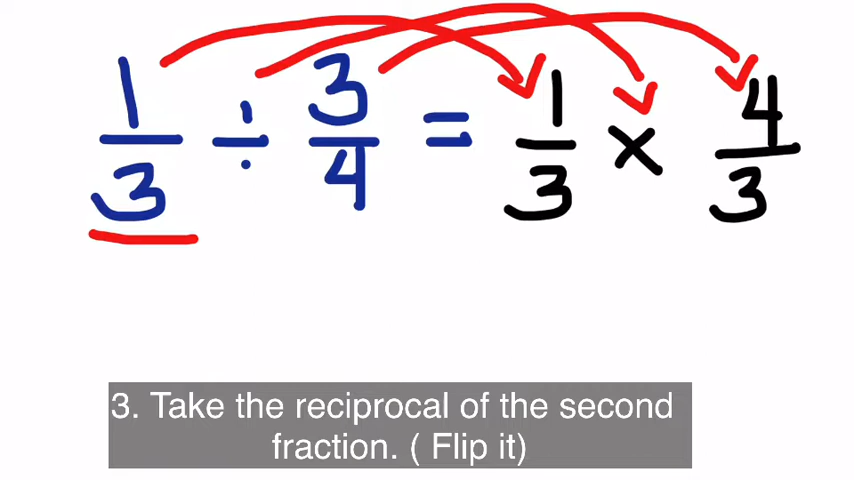 1/3 ÷ 3/4 = 1/3 × 4/3
3. Take the reciprocal of the second
fraction. ( Flip it)